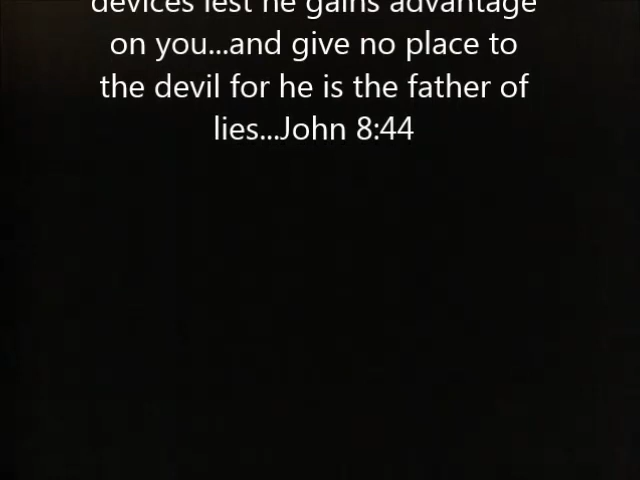 devices lest he gains advantage
on you...and give no place to
the devil for he is the father of
lies...John 8:44